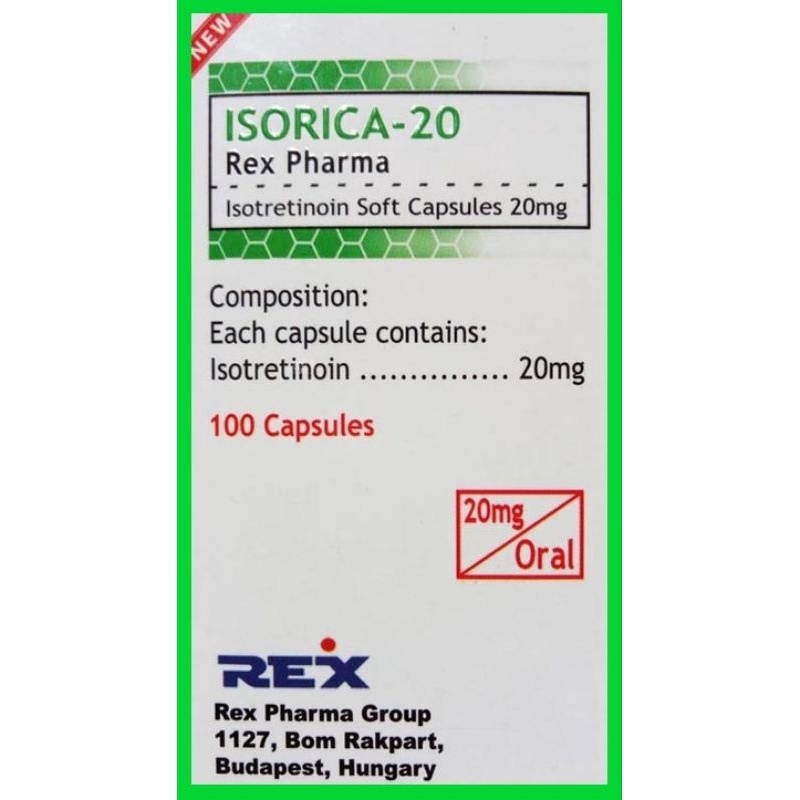 NEW
ISORICA-20
Rex Pharma
Isotretinoin Soft Capsules 20mg
Composition:
Each capsule contains:
Isotretinoin ............... 20mg
100 Capsules
20mg
Oral
REX
Rex Pharma Group
1127, Bom Rakpart,
Budapest, Hungary